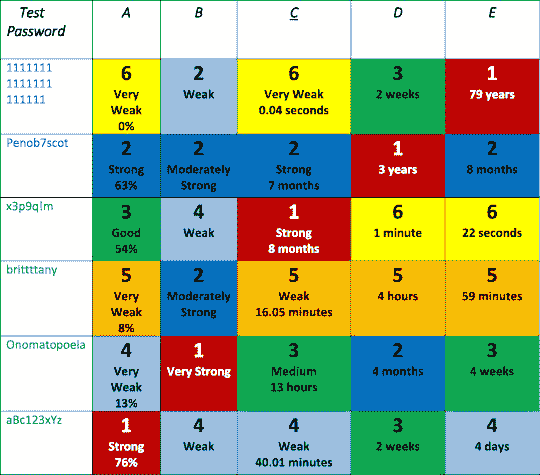 Test Password A B C D E
1111111 1111111 111111
6 Very Weak 0%
2 Weak
6 Very Weak 0.04 seconds
3 2 weeks
1 79 years
Penob7scot
2 Strong 63%
2 Moderately Strong
2 Strong 7 months
1 3 years
2 8 months
x3p9q!m
3 Good 54%
4 Weak
1 Strong 8 months
6 1 minute
6 22 seconds
brittttany
5 Very Weak 8%
2 Moderately Strong
5 Weak 16.05 minutes
5 4 hours
5 59 minutes
Onomatopoeia
4 Very Weak 13%
1 Very Strong
3 Medium 13 hours
2 4 months
3 4 weeks
aBc123xYz
1 Strong 76%
4 Weak
4 Weak 40.01 minutes
3 2 weeks
4 4 days